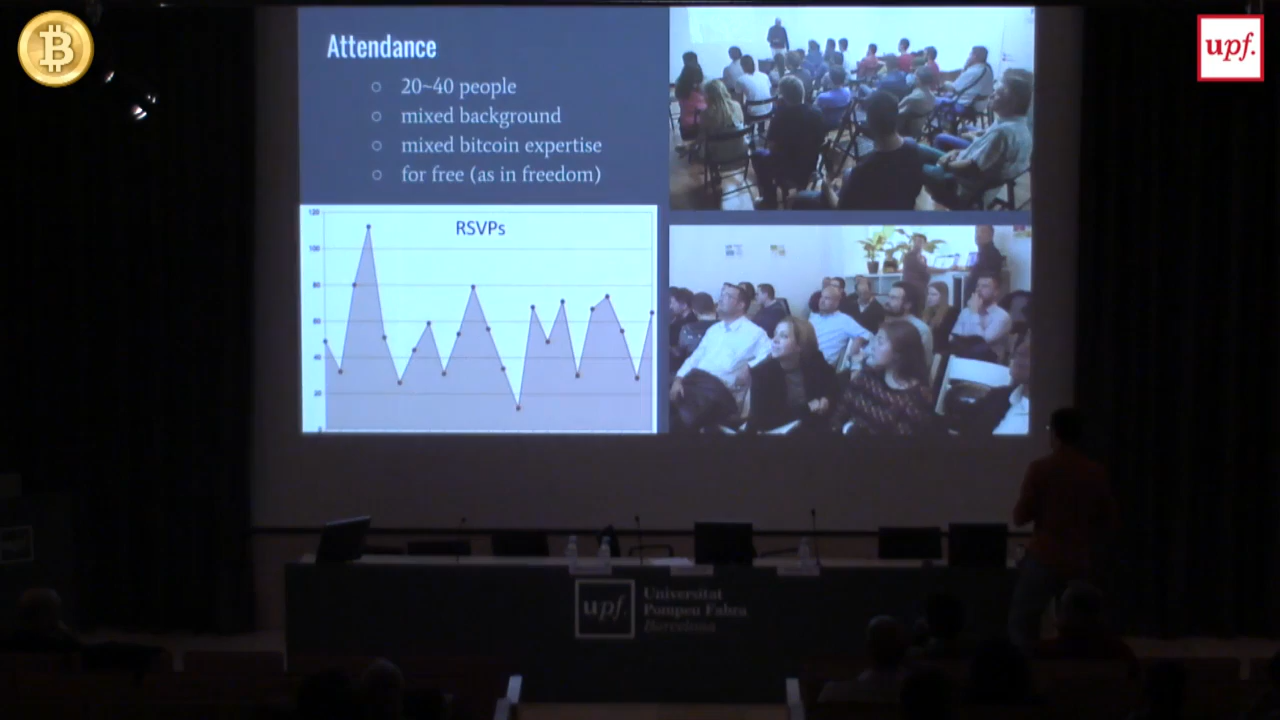 Attendance
20~40 people
mixed background
mixed bitcoin expertise
for free (as in freedom)
RSVPs
120
100
80
60
40
20
0
upf.
upf.
Universitat
Pompeu Fabra
Barcelona